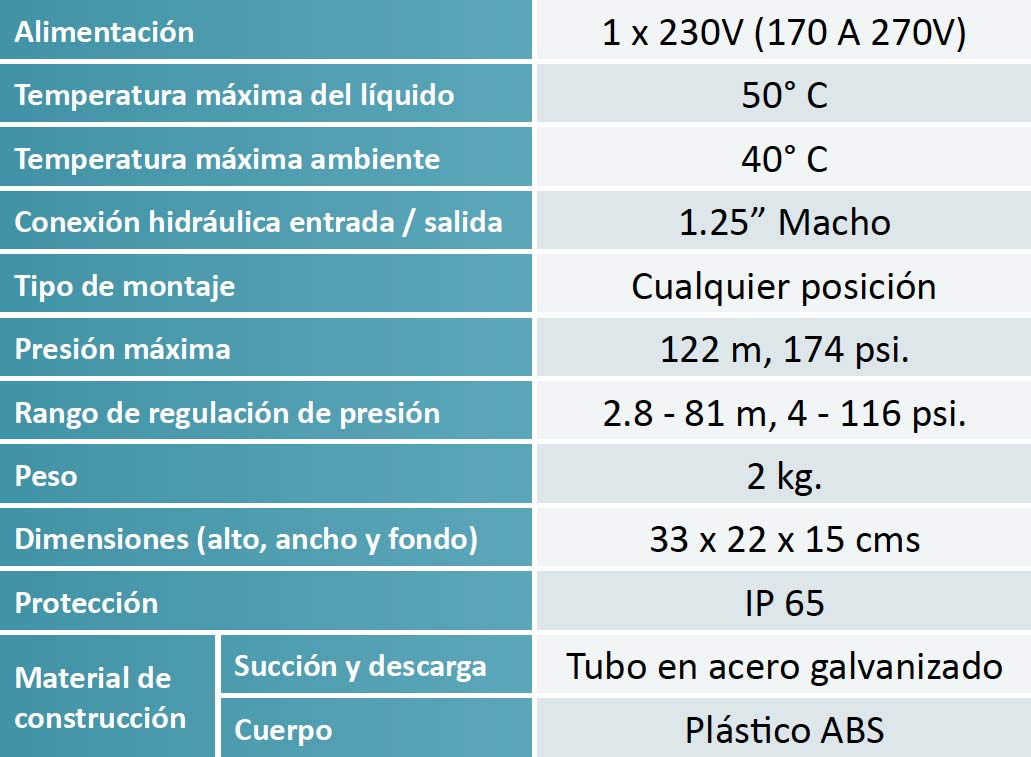 Alimentación 1 x 230V (170 A 270V)
Temperatura máxima del líquido 50° C
Temperatura máxima ambiente 40° C
Conexión hidráulica entrada / salida 1.25” Macho
Tipo de montaje Cualquier posición
Presión máxima 122 m, 174 psi.
Rango de regulación de presión 2.8 - 81 m, 4 - 116 psi.
Peso 2 kg.
Dimensiones (alto, ancho y fondo) 33 x 22 x 15 cms
Protección IP 65
Material de construcción
Succión y descarga Tubo en acero galvanizado
Cuerpo Plástico ABS